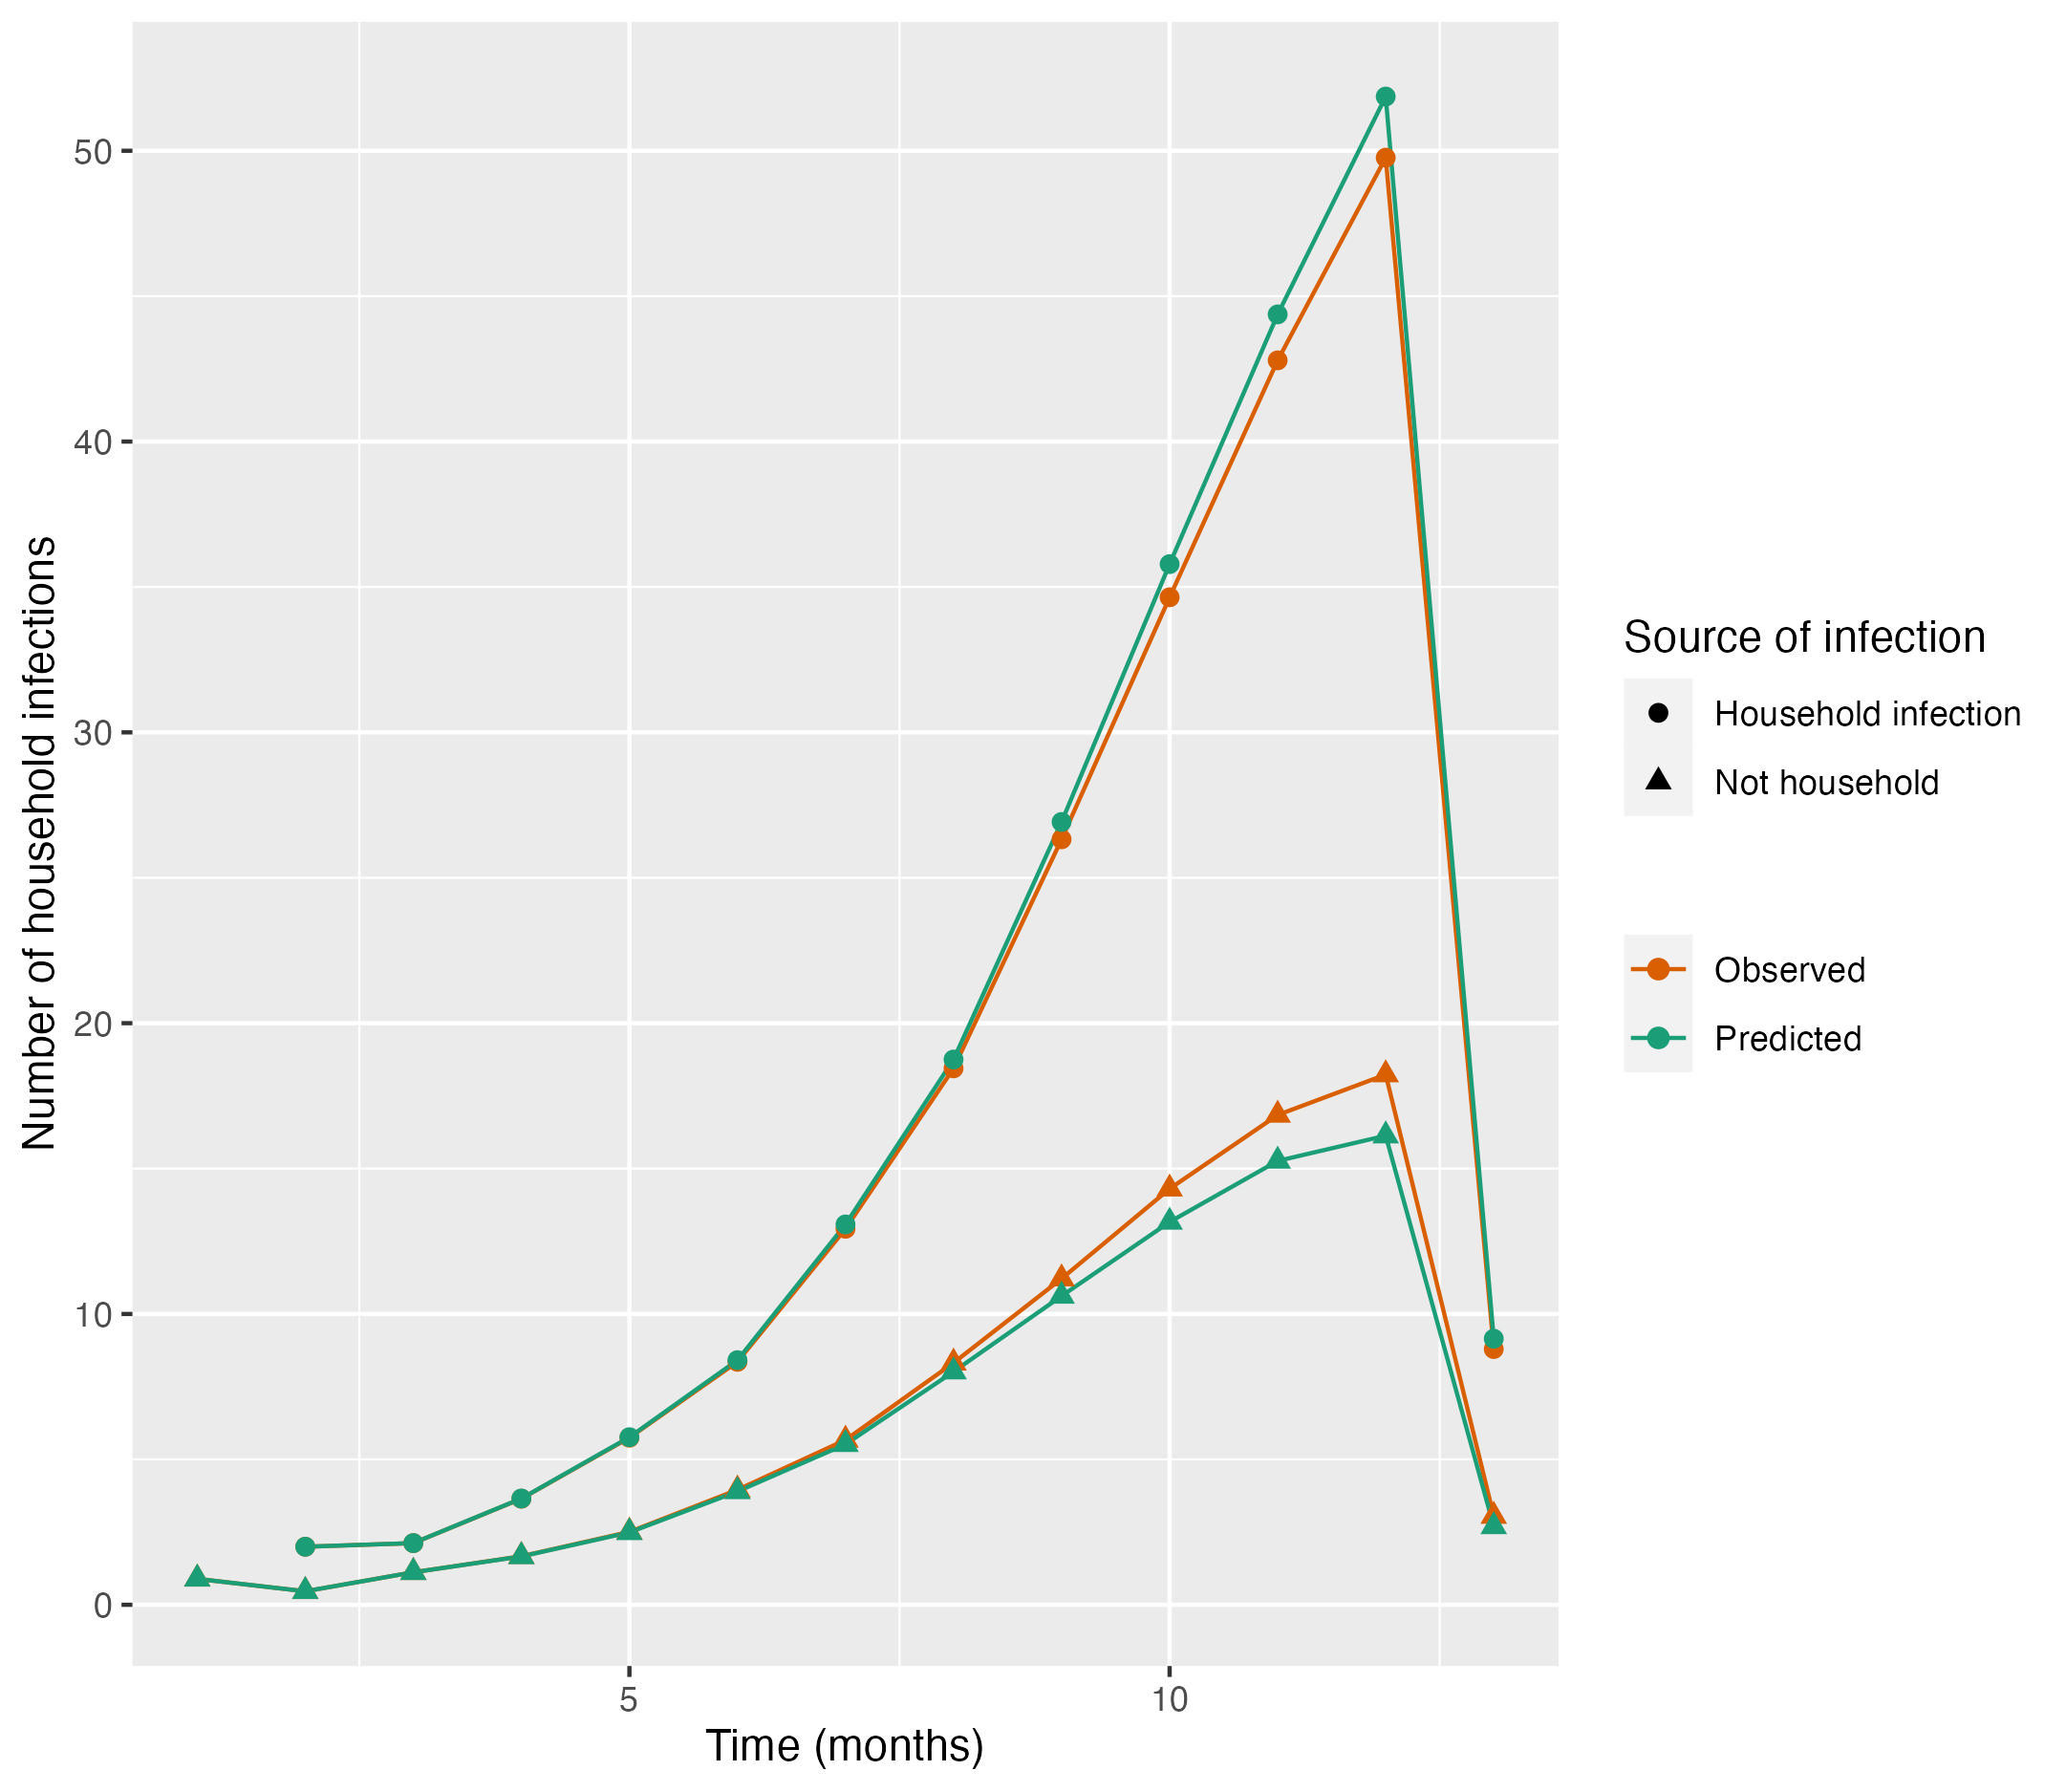 50
40
30
20
10
0
Number of household infections
5
10
Time (months)
Source of infection
Household infection
Not household
Observed
Predicted